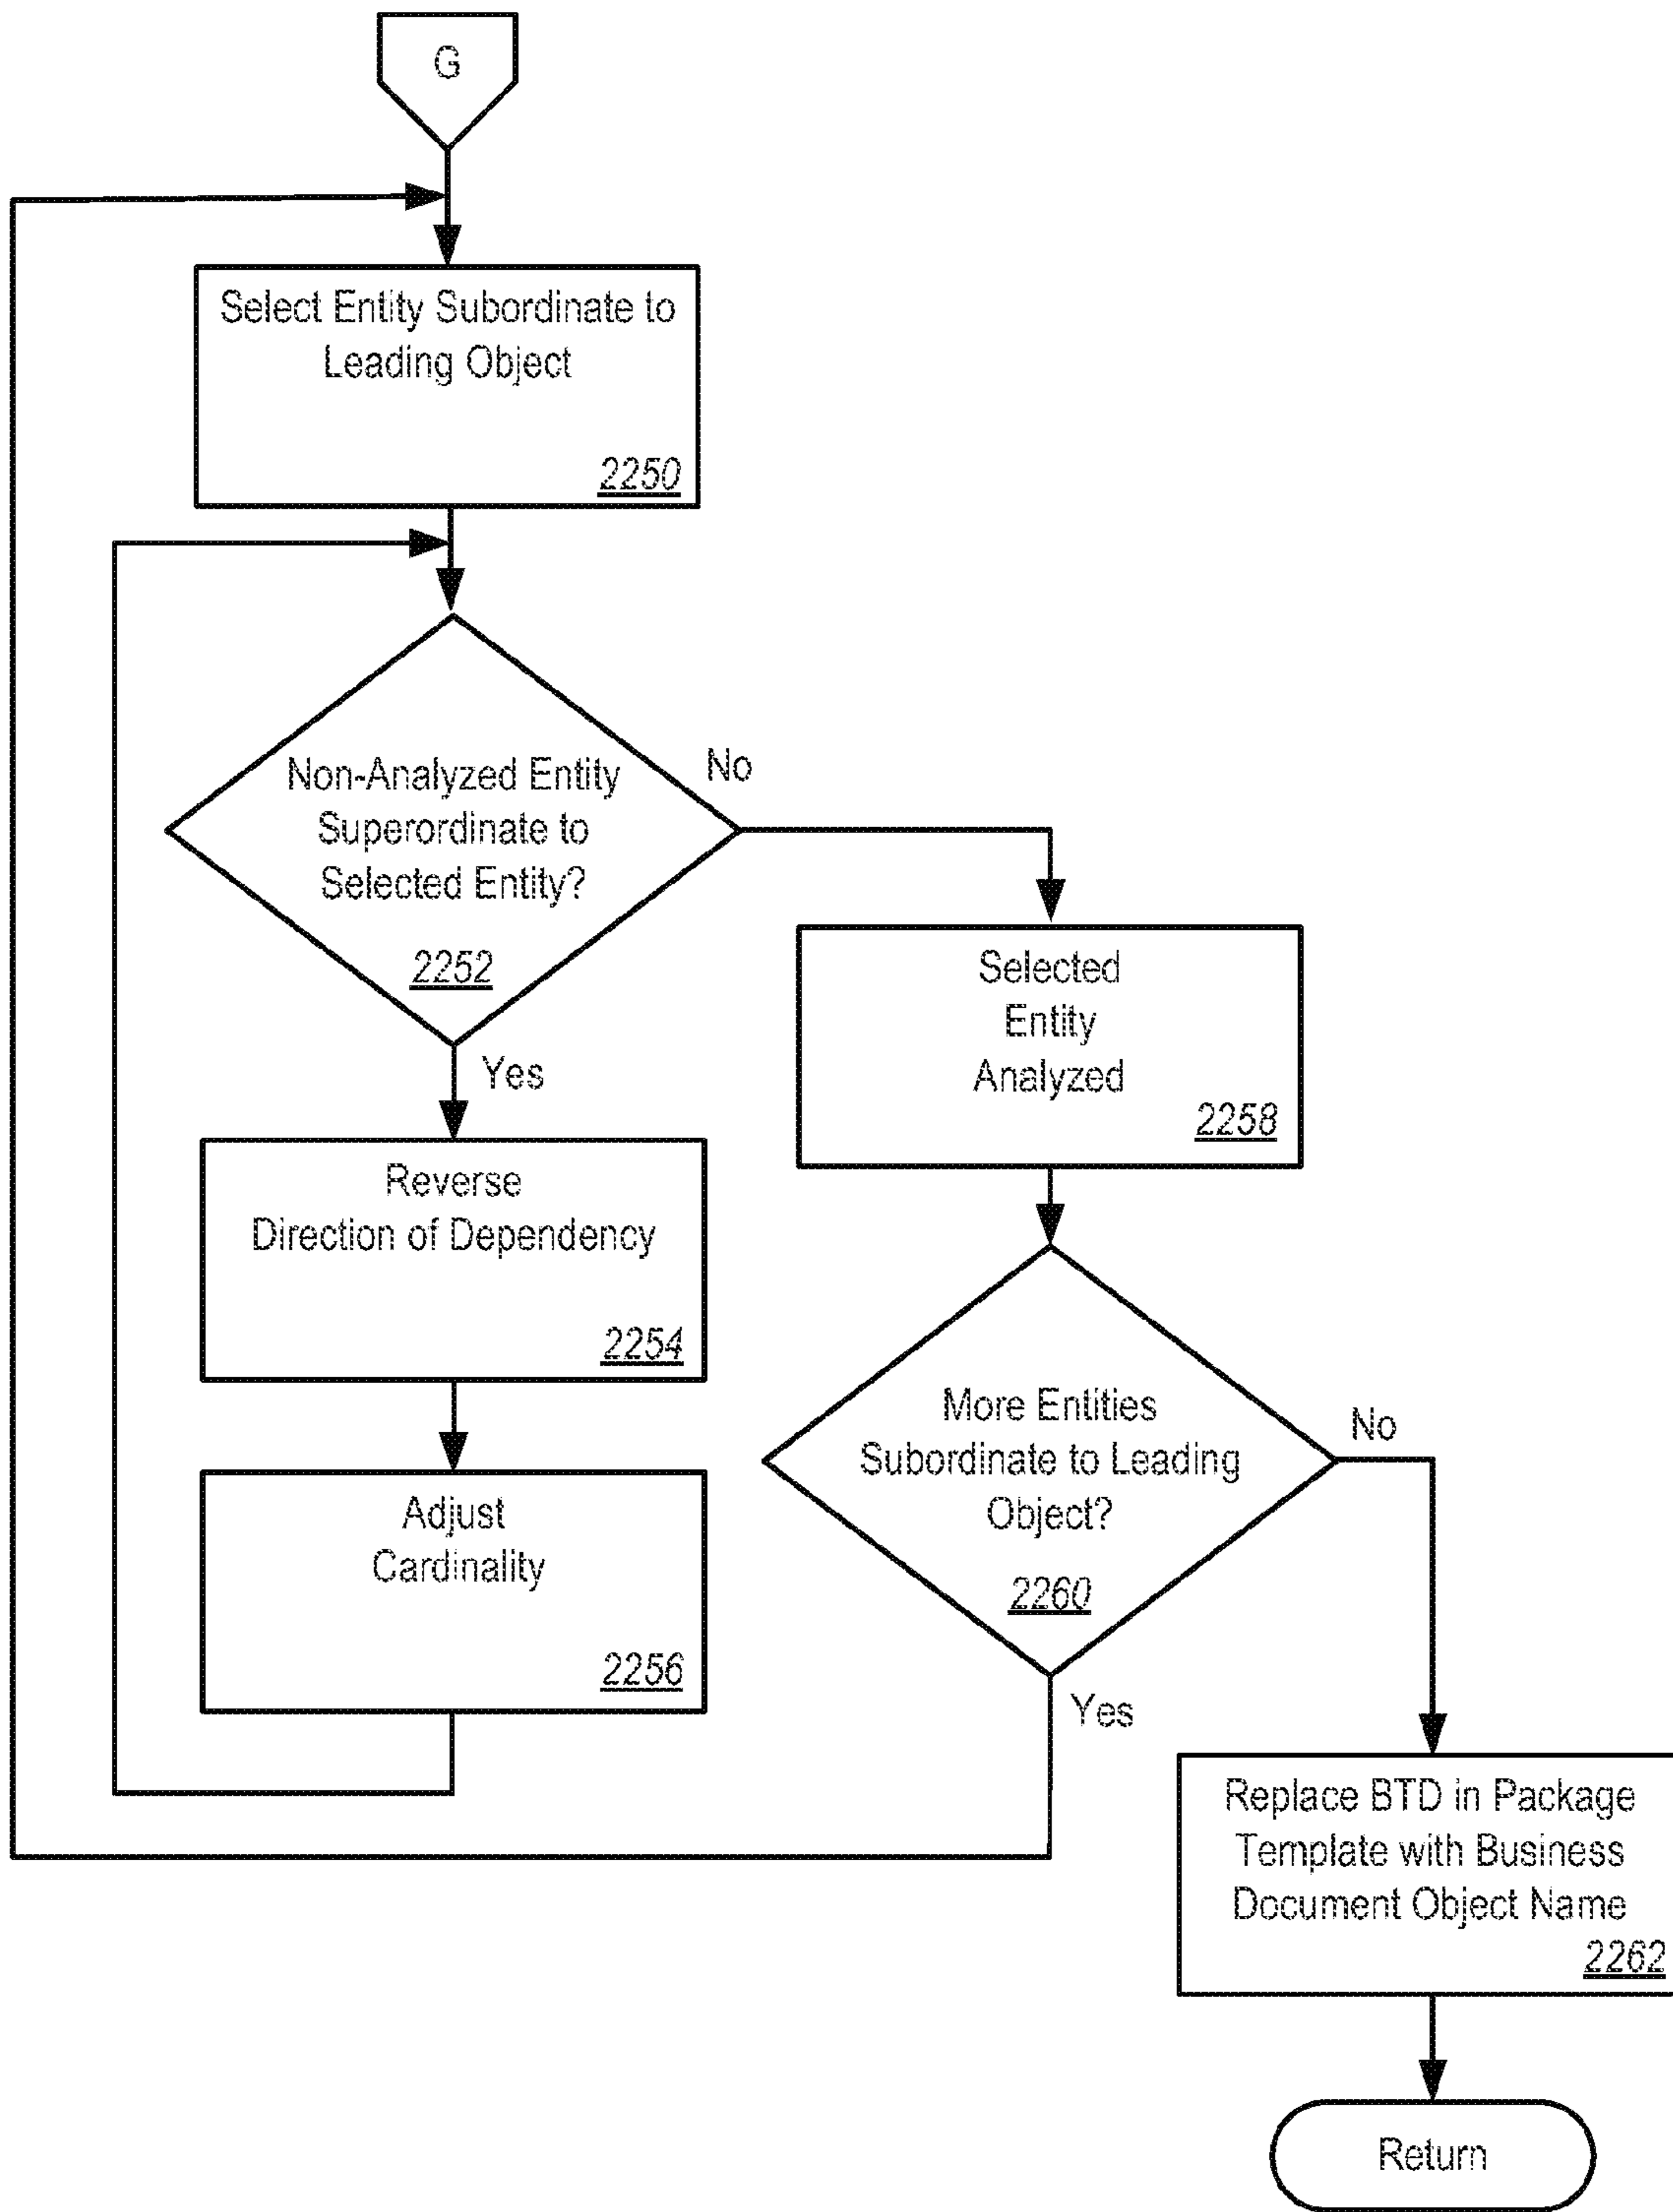 G
Select Entity Subordinate to
Leading Object
2250
Non-Analyzed Entity
Superordinate to
Selected Entity?
2252
No
Yes
Reverse
Direction of Dependency
2254
Adjust
Cardinality
2256
Selected
Entity
Analyzed
2258
More Entities
Subordinate to Leading
Object?
2260
No
Yes
Replace BTD in Package
Template with Business
Document Object Name
2262
Return